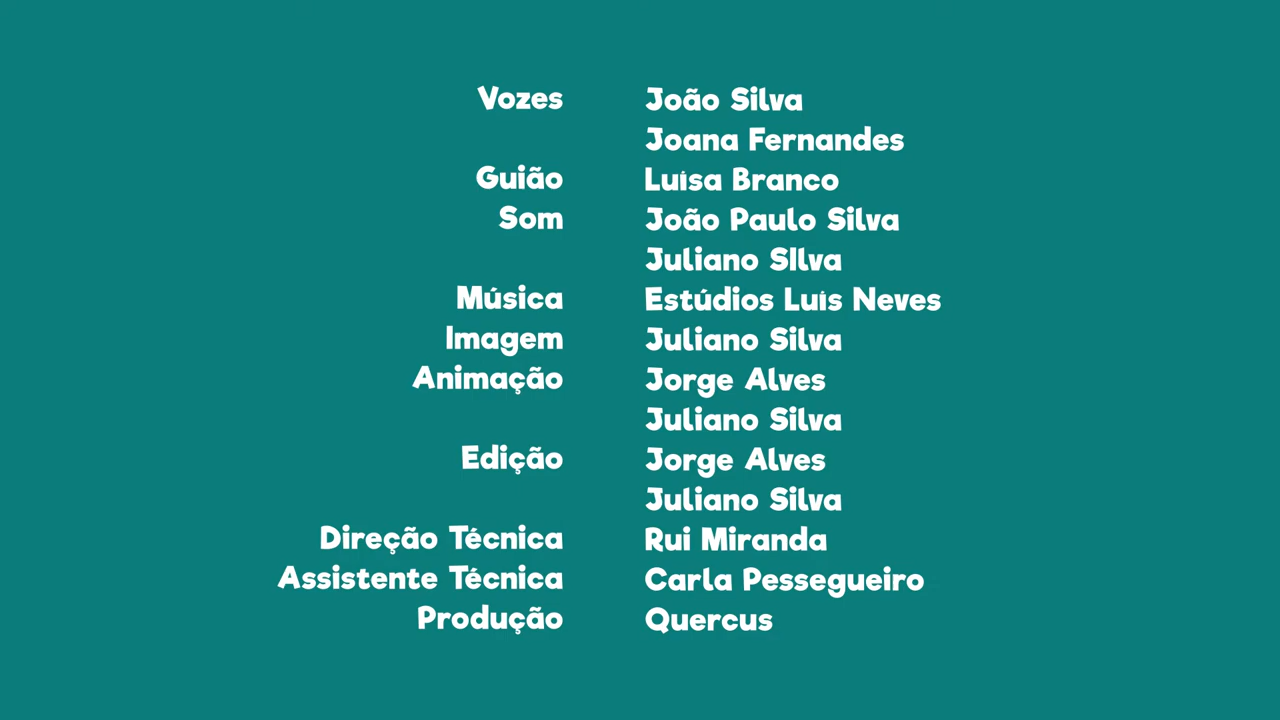 Vozes João Silva
Joana Fernandes
Guião Luísa Branco
Som João Paulo Silva
Juliano SIlva
Música Estúdios Luís Neves
Imagem Juliano Silva
Animação Jorge Alves
Juliano Silva
Edição Jorge Alves
Juliano Silva
Direção Técnica Rui Miranda
Assistente Técnica Carla Pessegueiro
Produção Quercus